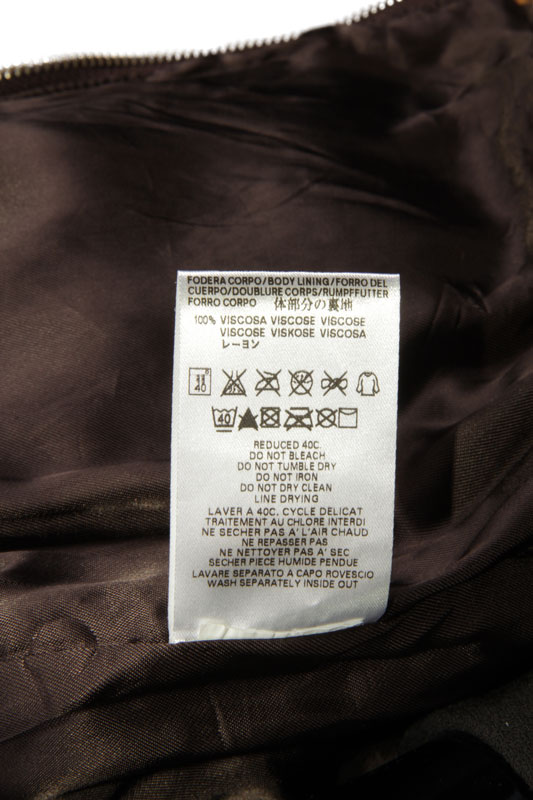 FODERA CORPO/BODY LINING/FORRO DEL
CUERPO/DOUBLURE CORPS/RUMPFFUTTER
FORRO CORPO 体部分の裏地
100% VISCOSA VISCOSE VISCOSE
VISCOSE VISKOSE VISCOSA
レーヨン
40
40
REDUCED 40C.
DO NOT BLEACH
DO NOT TUMBLE DRY
DO NOT IRON
DO NOT DRY CLEAN
LINE DRYING
LAVER A 40C. CYCLE DELICAT
TRAITEMENT AU CHLORE INTERDI
NE SECHER PAS A' L'AIR CHAUD
NE REPASSER PAS
NE NETTOYER PAS A' SEC
SECHER PIECE HUMIDE PENDUE
LAVARE SEPARATO A CAPO ROVESCIO
WASH SEPARATELY INSIDE OUT